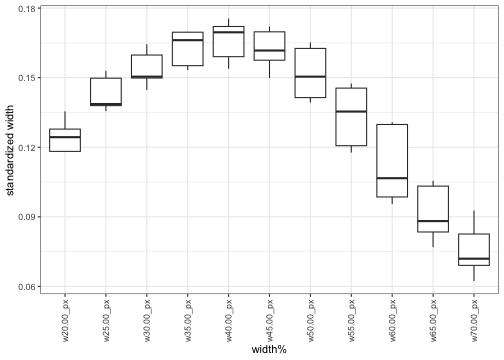 0.18
0.15
0.12
0.09
0.06
standardized width
w20.00_px
w25.00_px
w30.00_px
w35.00_px
w40.00_px
w45.00_px
w50.00_px
w55.00_px
w60.00_px
w65.00_px
w70.00_px
width%